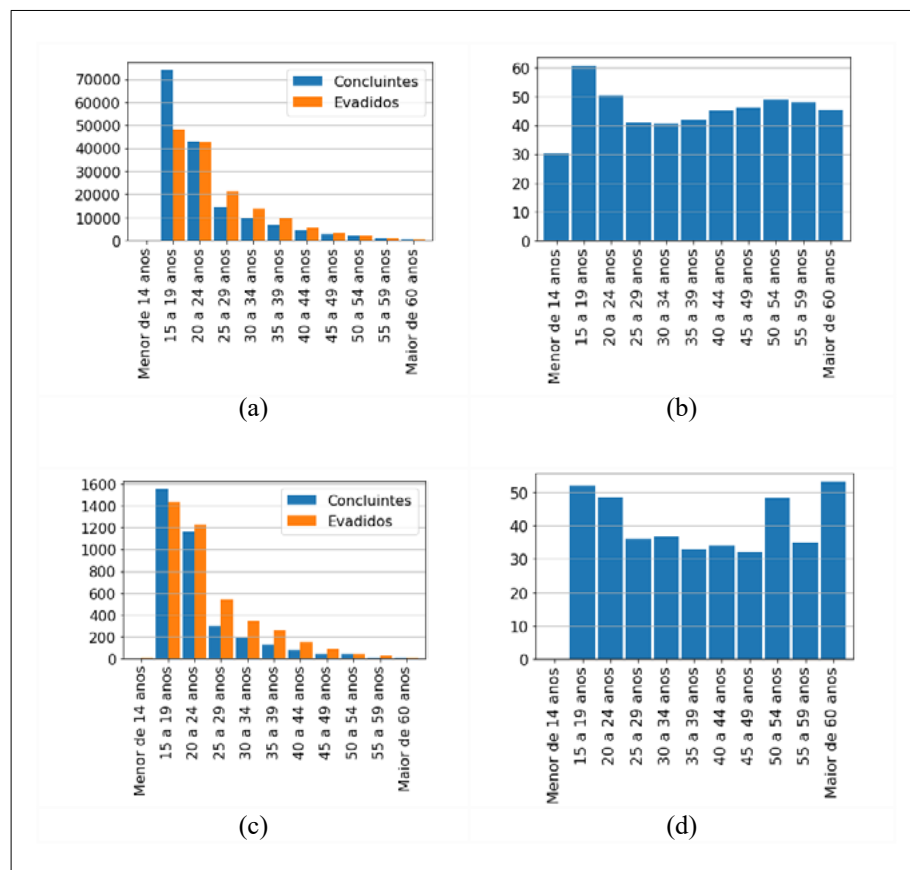 70000
60000
50000
40000
30000
20000
10000
0
Concluintes
Evadidos
Menor de 14 anos
15 a 19 anos
20 a 24 anos
25 a 29 anos
30 a 34 anos
35 a 39 anos
40 a 44 anos
45 a 49 anos
50 a 54 anos
55 a 59 anos
Maior de 60 anos
(a)
60
50
40
30
20
10
0
Menor de 14 anos
15 a 19 anos
20 a 24 anos
25 a 29 anos
30 a 34 anos
35 a 39 anos
40 a 44 anos
45 a 49 anos
50 a 54 anos
55 a 59 anos
Maior de 60 anos
(b)
1600
1400
1200
1000
800
600
400
200
0
Concluintes
Evadidos
Menor de 14 anos
15 a 19 anos
20 a 24 anos
25 a 29 anos
30 a 34 anos
35 a 39 anos
40 a 44 anos
45 a 49 anos
50 a 54 anos
55 a 59 anos
Maior de 60 anos
(c)
50
40
30
20
10
0
Menor de 14 anos
15 a 19 anos
20 a 24 anos
25 a 29 anos
30 a 34 anos
35 a 39 anos
40 a 44 anos
45 a 49 anos
50 a 54 anos
55 a 59 anos
Maior de 60 anos
(d)